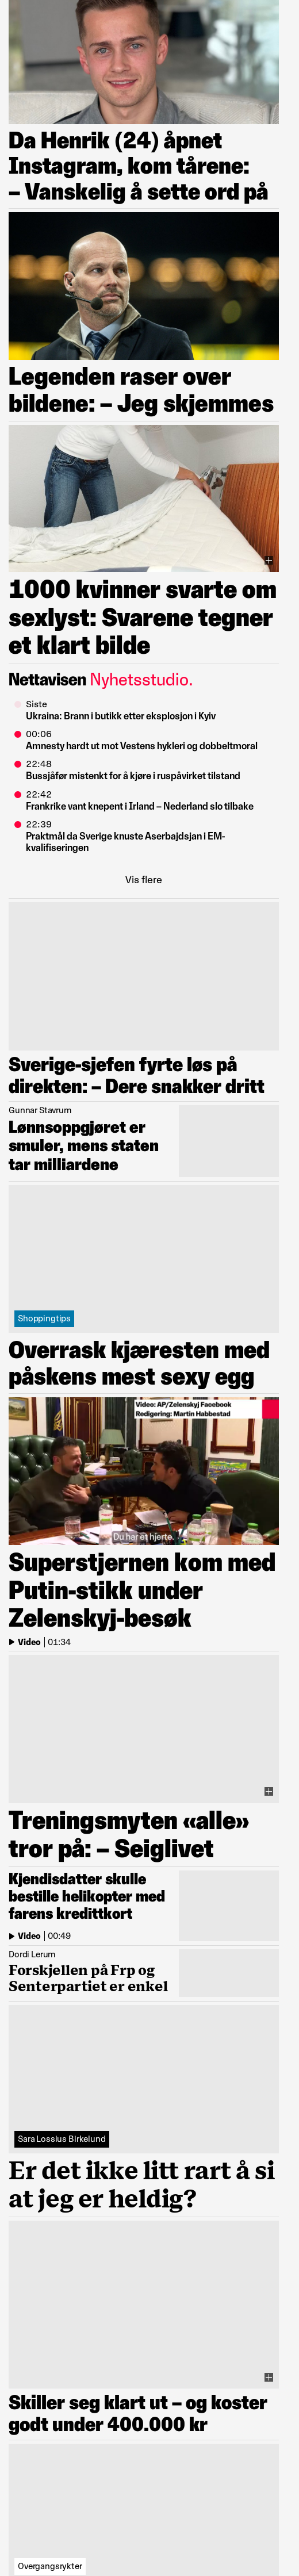 Da Henrik (24) åpnet
Instagram, kom tårene:
– Vanskelig å sette ord på
Legenden raser over
bildene: – Jeg skjemmes
1000 kvinner svarte om
sexlyst: Svarene tegner
et klart bilde
Nettavisen Nyhetsstudio.
Siste
Ukraina: Brann i butikk etter eksplosjon i Kyiv
00:06
Amnesty hardt ut mot Vestens hykleri og dobbeltmoral
22:48
Bussjåfør mistenkt for å kjøre i ruspåvirket tilstand
22:42
Frankrike vant knepent i Irland – Nederland slo tilbake
22:39
Praktmål da Sverige knuste Aserbajdsjan i EM-
kvalifiseringen
Vis flere
Sverige-sjefen fyrte løs på
direkten: – Dere snakker dritt
Gunnar Stavrum
Lønnsoppgjøret er
smuler, mens staten
tar milliardene
Shoppingtips
Overrask kjæresten med
påskens mest sexy egg
Video: AP/Zelenskyj Facebook
Redigering: Martin Habbestad
Du har et hjerte.
Superstjernen kom med
Putin-stikk under
Zelenskyj-besøk
Video | 01:34
Treningsmyten «alle»
tror på: – Seiglivet
Kjendisdatter skulle
bestille helikopter med
farens kredittkort
Video | 00:49
Dordi Lerum
Forskjellen på Frp og
Senterpartiet er enkel
Sara Lossius Birkelund
Er det ikke litt rart å si
at jeg er heldig?
Skiller seg klart ut – og koster
godt under 400.000 kr
Overgangsrykter